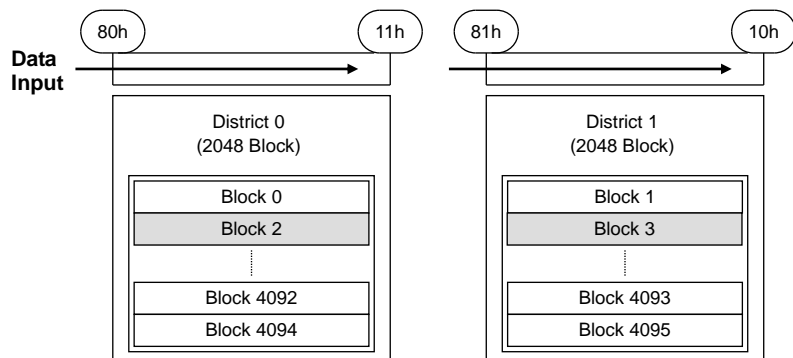 80h 11h 81h 10h
Data
Input
District 0
(2048 Block)
Block 0
Block 2
Block 4092
Block 4094
District 1
(2048 Block)
Block 1
Block 3
Block 4093
Block 4095